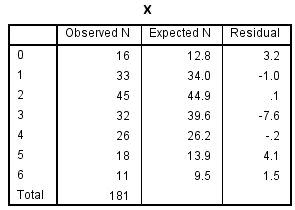 X
Observed N Expected N Residual
0 16 12.8 3.2
1 33 34.0 -1.0
2 45 44.9 .1
3 32 39.6 -7.6
4 26 26.2 -.2
5 18 13.9 4.1
6 11 9.5 1.5
Total 181